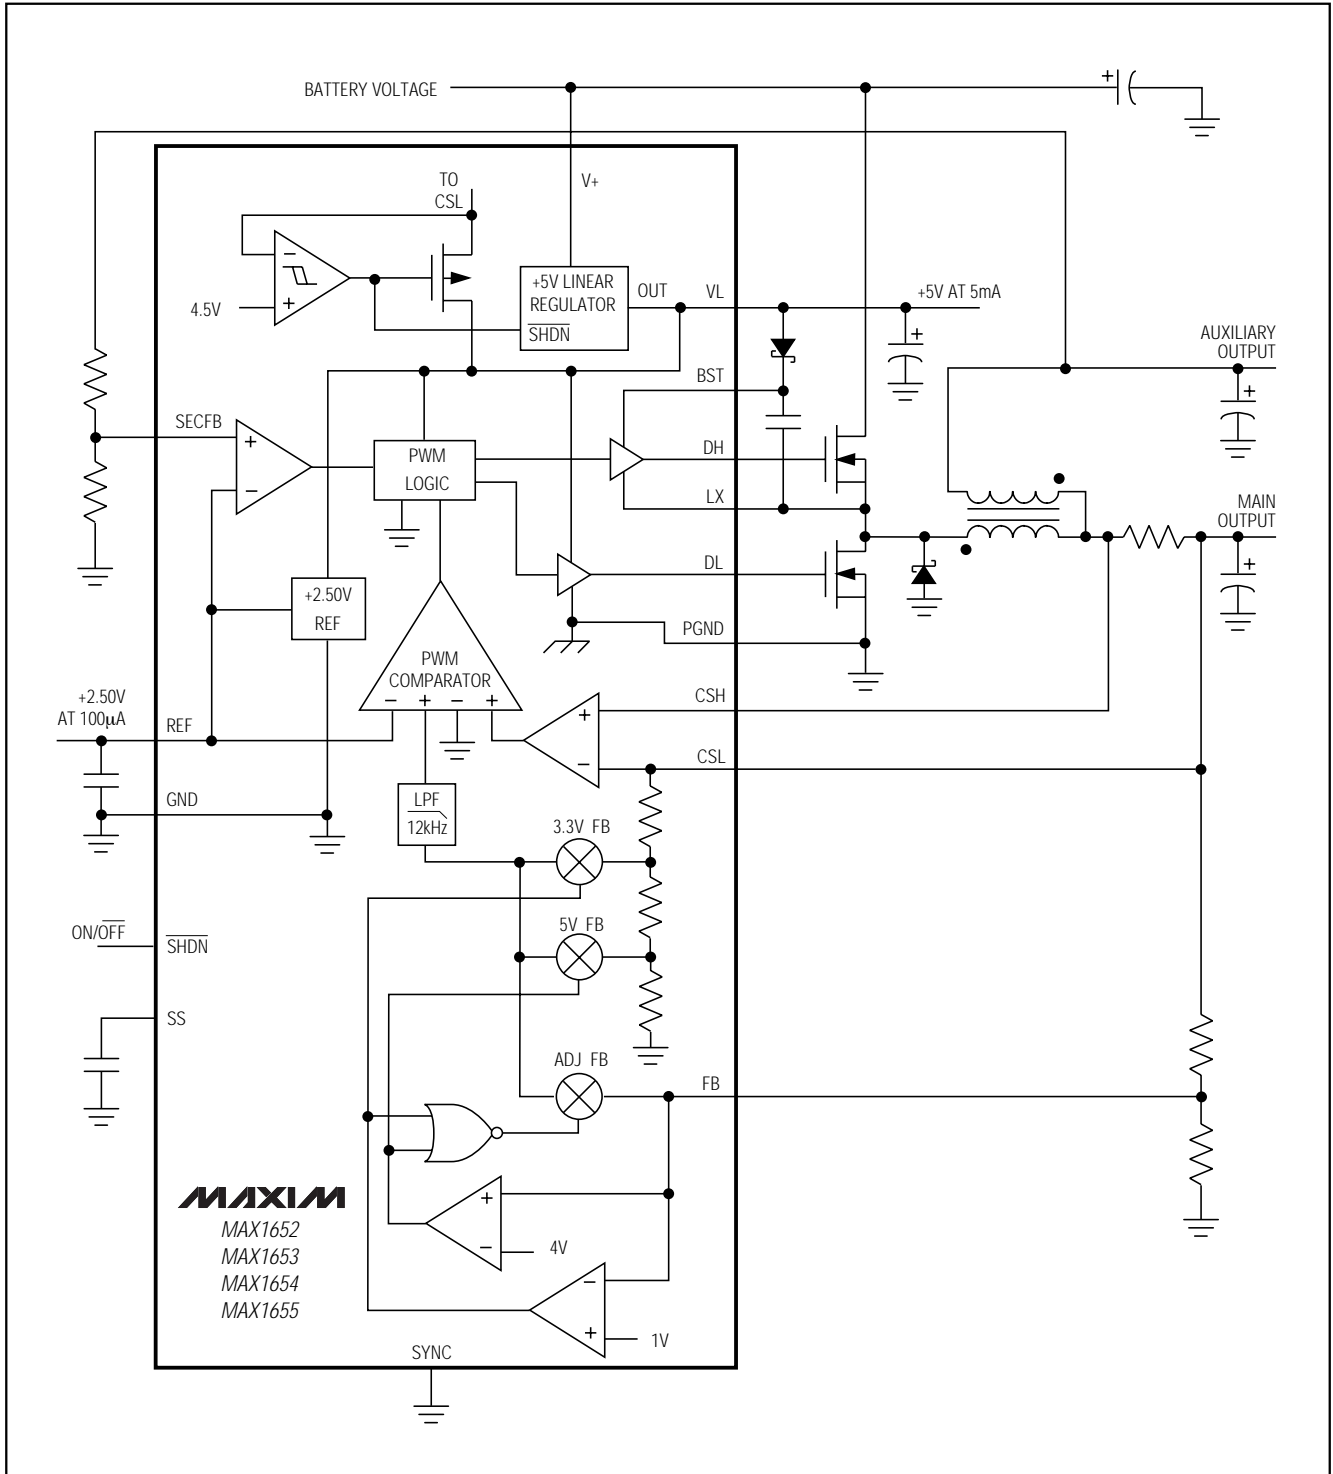 BATTERY VOLTAGE
+
TO
CSL
V+
−
+
4.5V
+5V LINEAR
REGULATOR
SHDN
OUT
VL
+5V AT 5mA
+
AUXILIARY
OUTPUT
+
BST
SECFB
+
−
PWM
LOGIC
DH
LX
MAIN
OUTPUT
+
DL
+2.50V
REF
PGND
PWM
COMPARATOR
− + − +
+2.50V
AT 100µA
REF
CSH
+
−
CSL
GND
LPF
12kHz
3.3V FB
ON/OFF
SHDN
5V FB
SS
ADJ FB
FB
MAXIM
MAX1652
MAX1653
MAX1654
MAX1655
+
−
4V
−
+
1V
SYNC